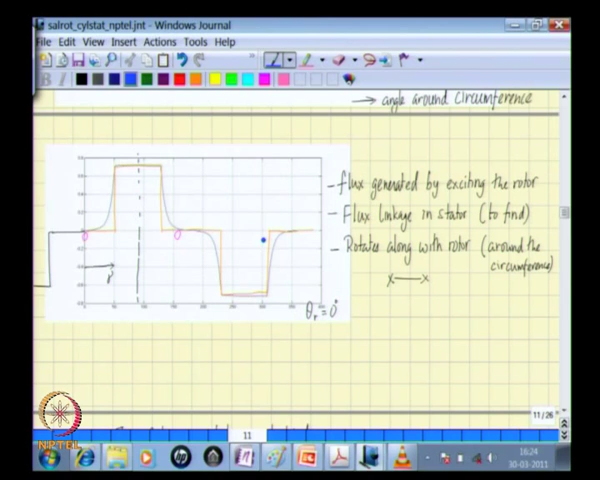 salrot_cylstat_nptel.jnt - Windows Journal
File Edit View Insert Actions Tools Help
→ angle around circumference
- flux generated by exciting the rotor
- Flux linkage in stator (to find)
- Rotates along with rotor (around the
circumference)
x—x
θr = 0°
11 / 26
11
NPTEL
16:24
30-03-2011